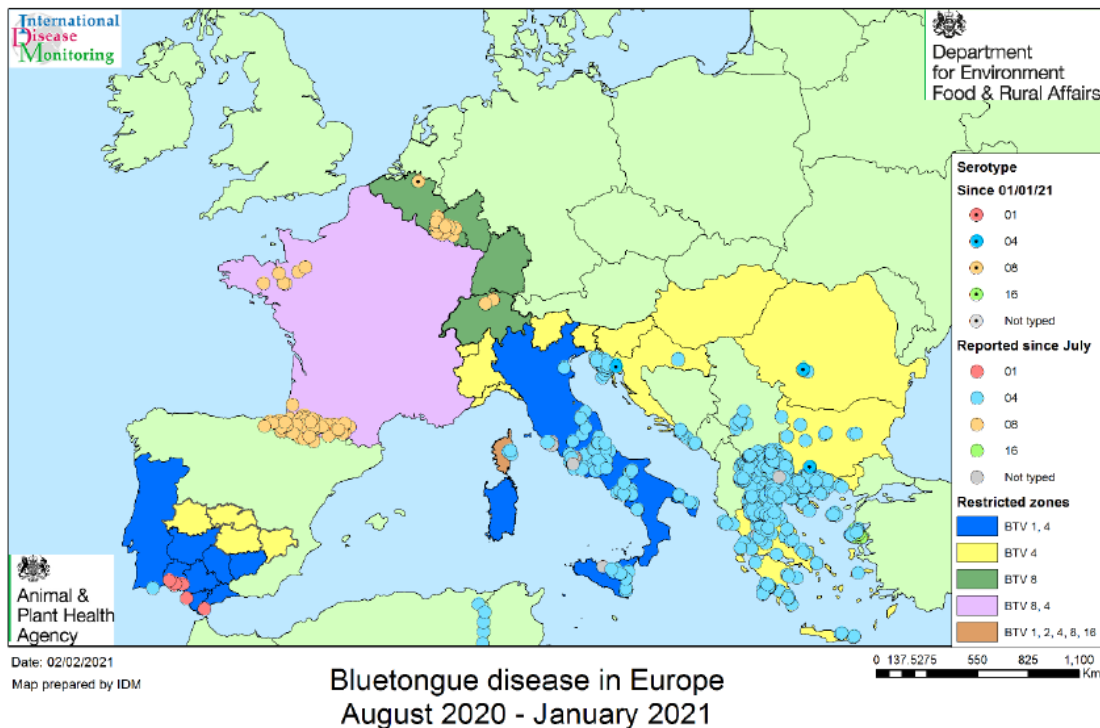 International
Disease
Monitoring
Department
for Environment
Food & Rural Affairs
Serotype
Since 01/01/21
01
04
08
16
Not typed
Reported since July
01
04
08
16
Not typed
Restricted zones
BTV 1, 4
BTV 4
BTV 8
BTV 8, 4
BTV 1, 2, 4, 8, 16
Animal &
Plant Health
Agency
Date: 02/02/2021
Map prepared by IDM
0 137.5275 550 825 1,100
Km
Bluetongue disease in Europe
August 2020 - January 2021